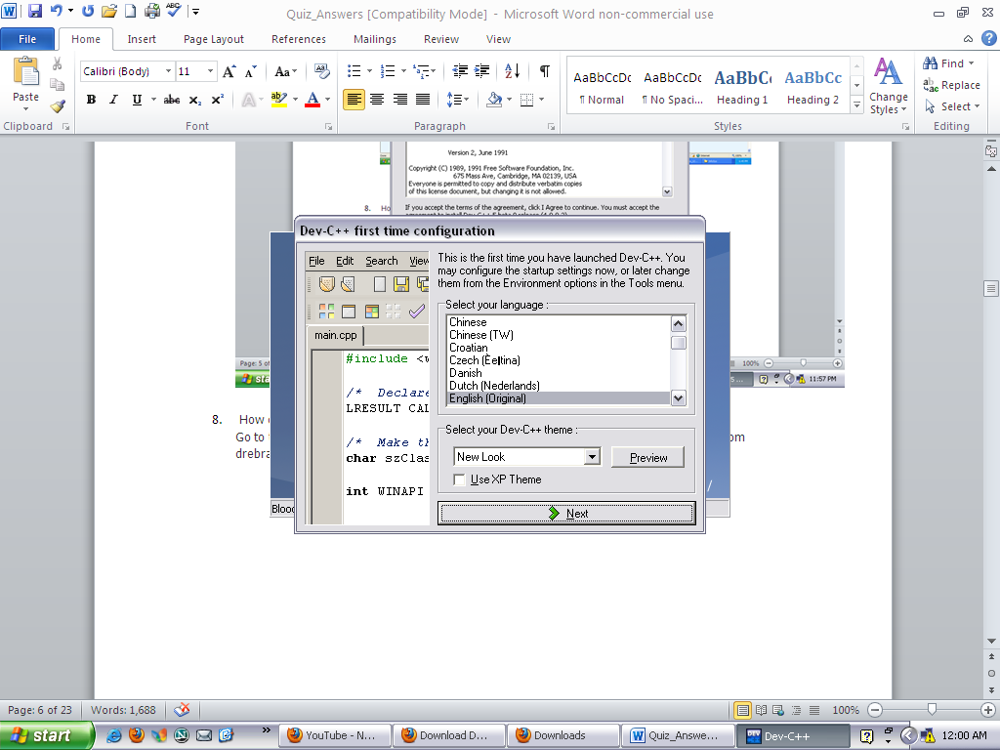 Quiz_Answers [Compatibility Mode] - Microsoft Word non-commercial use
File Home Insert Page Layout References Mailings Review View
Calibri (Body) 11
Paste
AaBbCcDc AaBbCcDc AaBbC AaBbCc
¶ Normal ¶ No Spaci... Heading 1 Heading 2
Change Styles
Find
Replace
Select
Clipboard Font Paragraph Styles Editing
Version 2, June 1991
Copyright (C) 1989, 1991 Free Software Foundation, Inc.
675 Mass Ave, Cambridge, MA 02139, USA
Everyone is permitted to copy and distribute verbatim copies
of this license document, but changing it is not allowed.
8. Ho
If you accept the terms of the agreement, click I Agree to continue. You must accept the
Dev-C++ first time configuration
File Edit Search View
main.cpp
#include <w
/* Declare
LRESULT CAL
/* Make th
char szClas
int WINAPI
This is the first time you have launched Dev-C++. You
may configure the startup settings now, or later change
them from the Environment options in the Tools menu.
Select your language :
Chinese
Chinese (TW)
Croatian
Czech (Èeština)
Danish
Dutch (Nederlands)
English (Original)
Select your Dev-C++ theme :
New Look
Preview
Use XP Theme
Next
Page: 5 of
100%
11:57 PM
8. How
Go to
om
drebra
Blood
Page: 6 of 23 Words: 1,688 100%
start YouTube - N... Download D... Downloads Quiz_Answe... Dev-C++ 12:00 AM